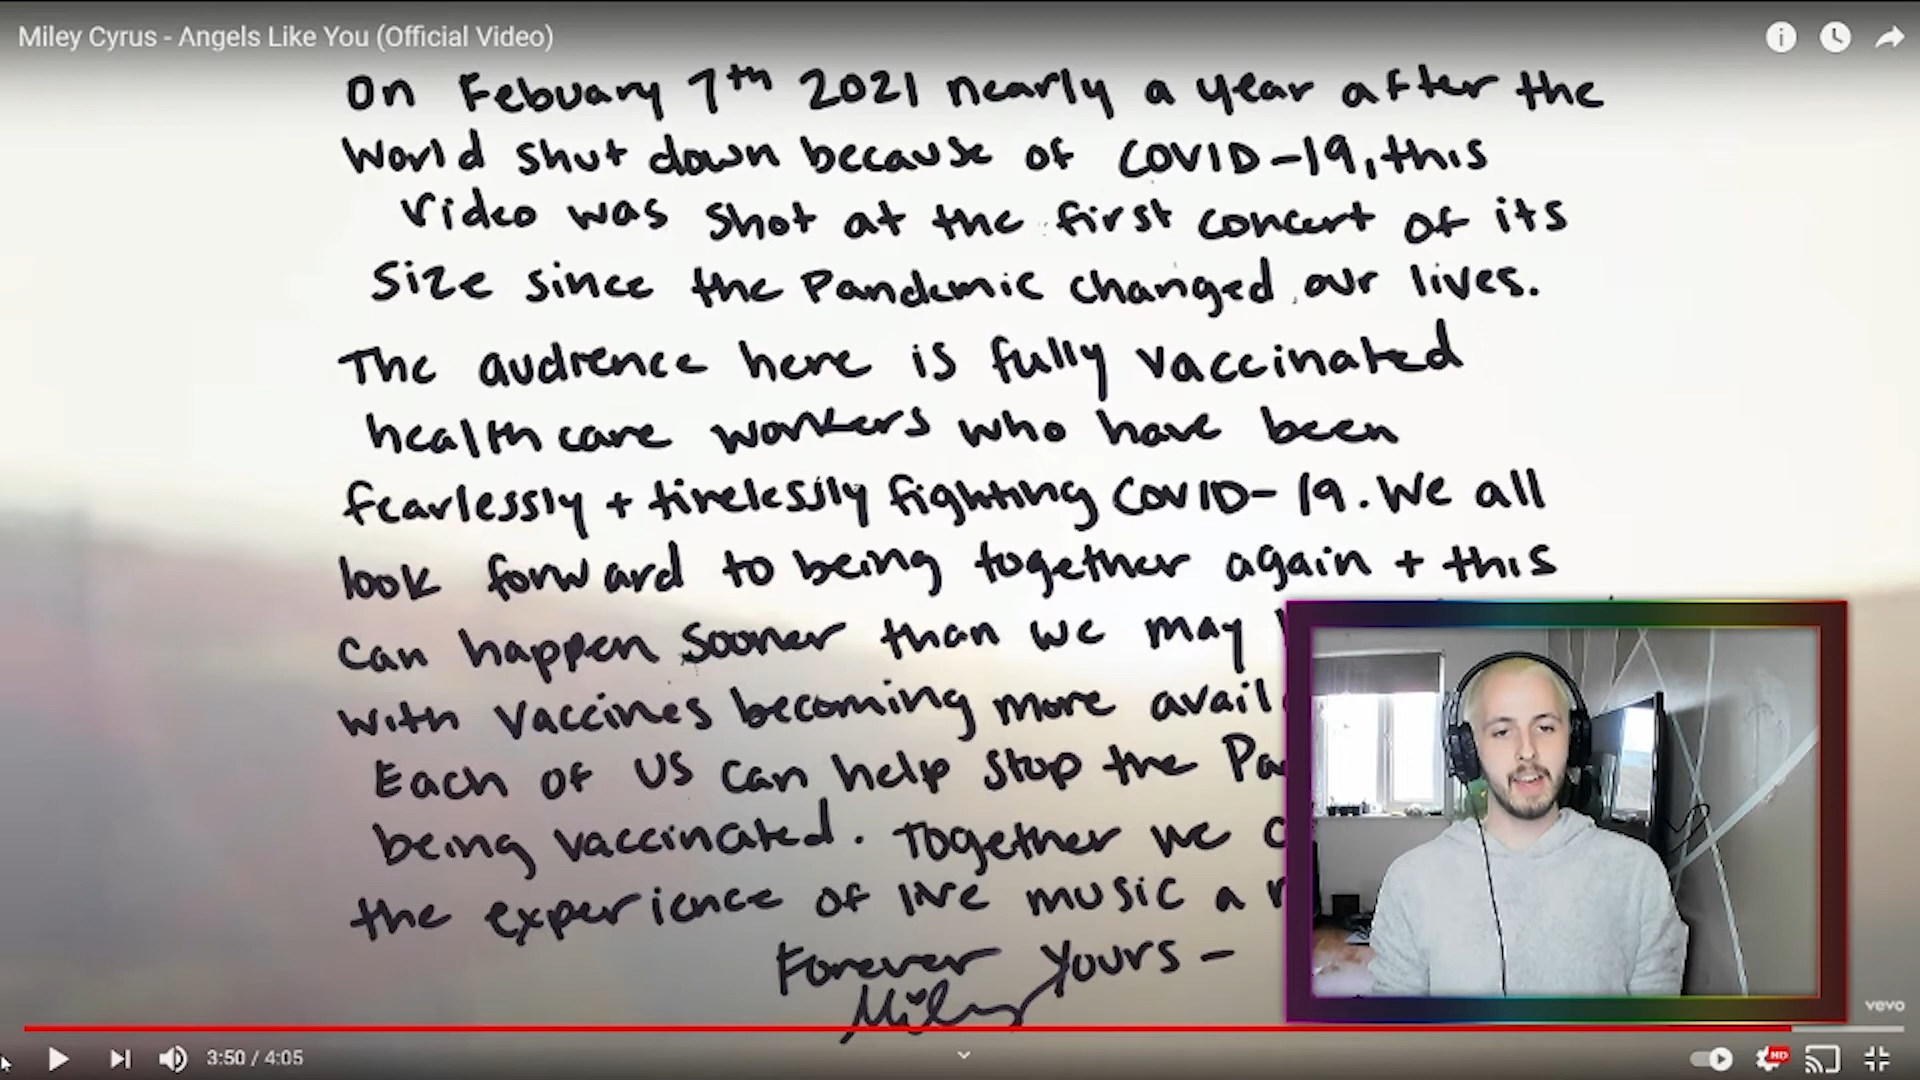 Miley Cyrus - Angels Like You (Official Video)
On Febuary 7th 2021 nearly a year after the
World shut down because of COVID-19, this
Video was shot at the first concert of its
Size since the Pandemic changed our lives.
The audience here is fully vaccinated
healthcare workers who have been
fearlessly + tirelessly fighting COVID-19. We all
look forward to being together again + this
can happen sooner than we may
with vaccines becoming more avail
Each of us can help stop the Pa
being vaccinated. Together we c
the experience of live music a r
Forever Yours -
Miley
vevo
3:50 / 4:05
HD